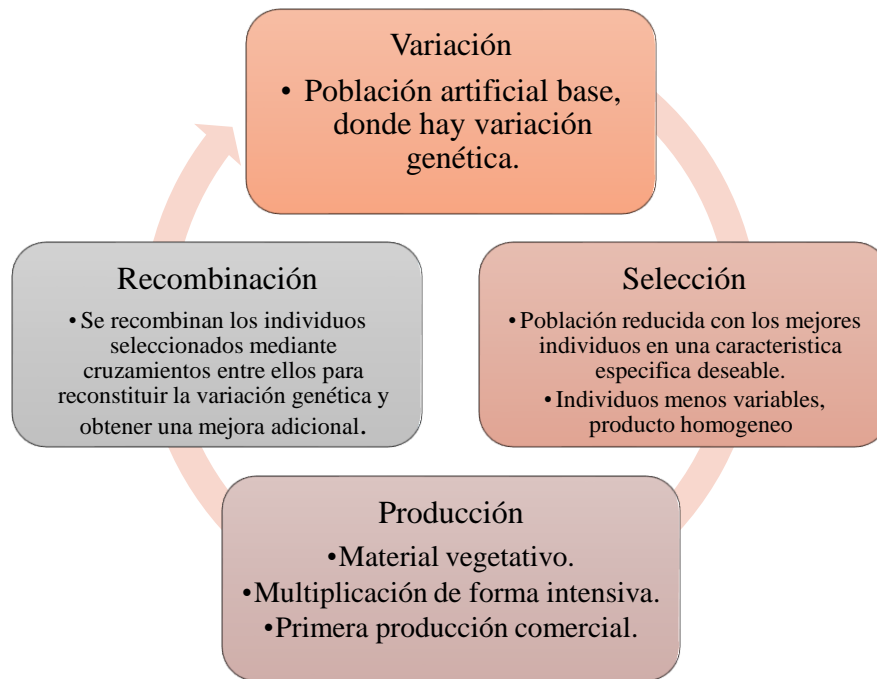 Variación
• Población artificial base,
donde hay variación
genética.
Selección
•Población reducida con los mejores
individuos en una caracteristica
especifica deseable.
•Individuos menos variables,
producto homogeneo
Producción
•Material vegetativo.
•Multiplicación de forma intensiva.
•Primera producción comercial.
Recombinación
•Se recombinan los individuos
seleccionados mediante
cruzamientos entre ellos para
reconstituir la variación genética y
obtener una mejora adicional.